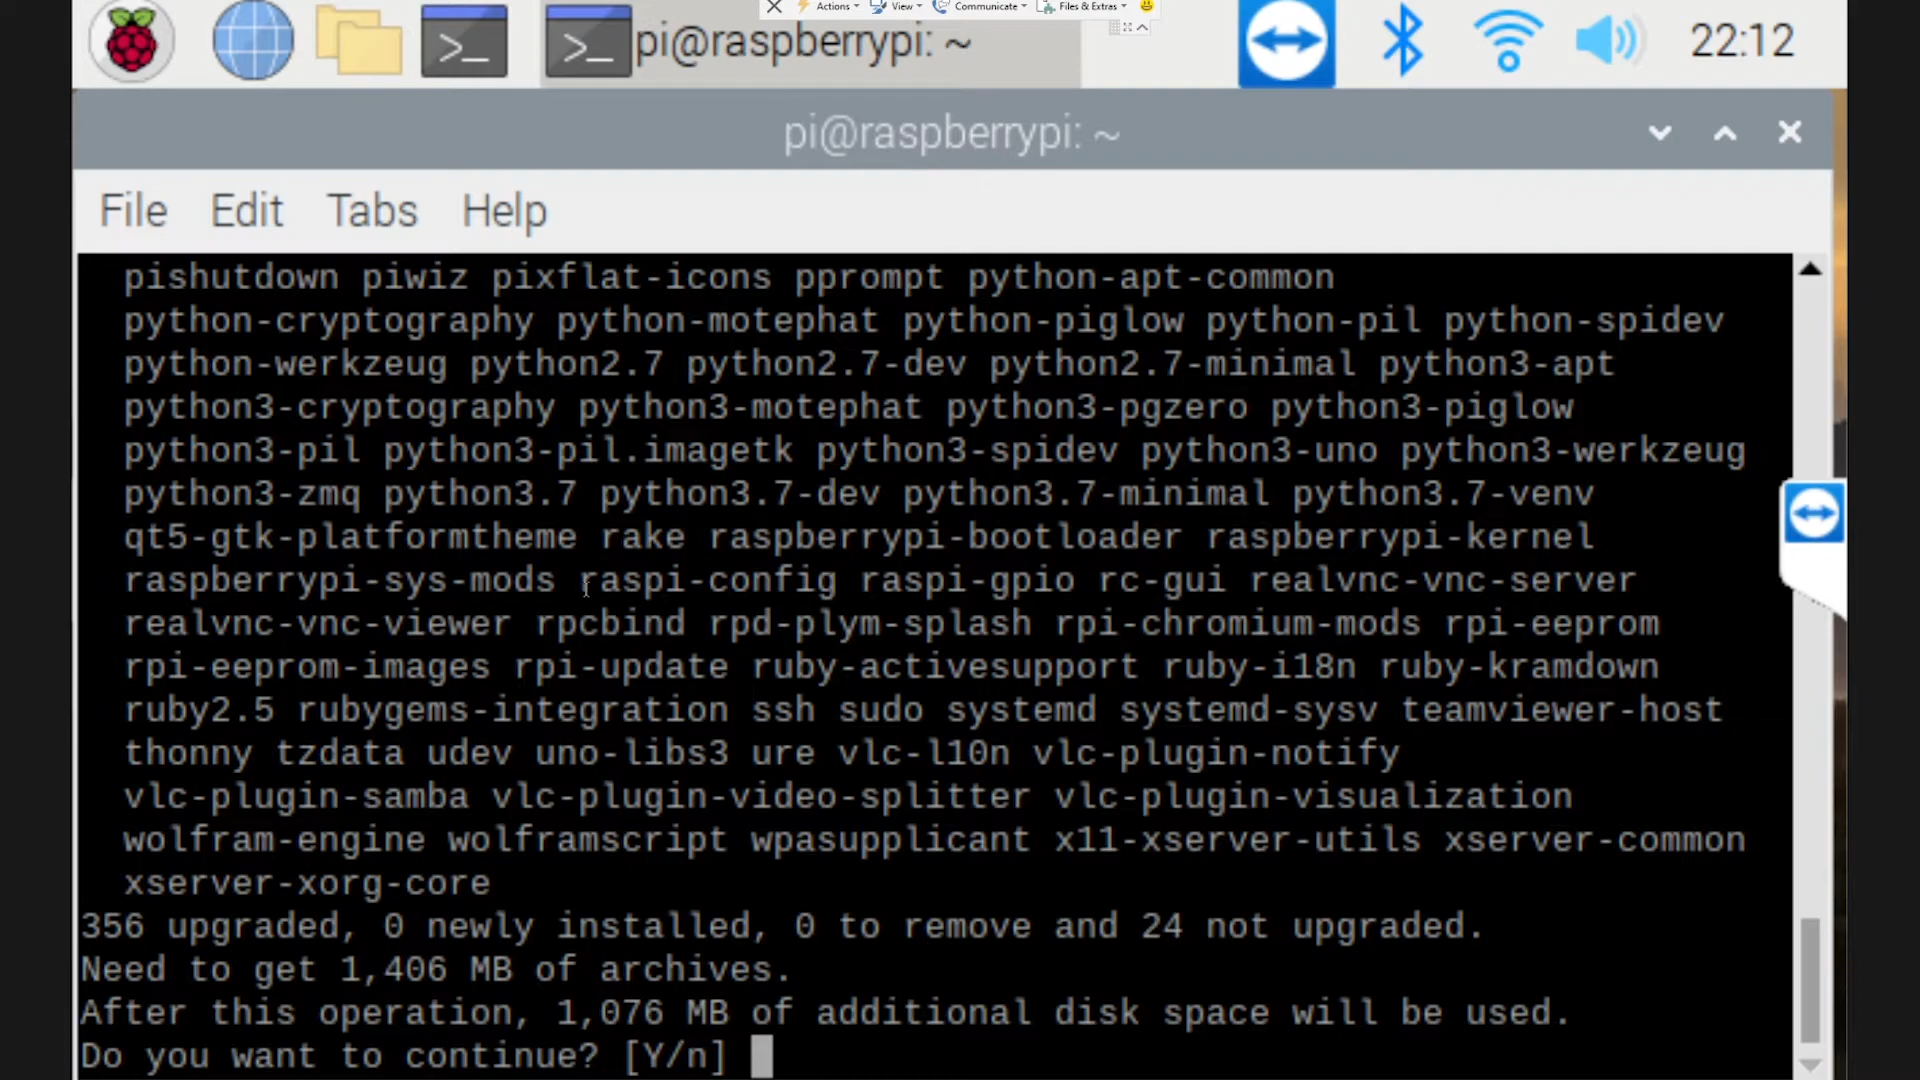 Actions View Communicate Files & Extras
pi@raspberrypi: ~ 22:12
pi@raspberrypi: ~
File Edit Tabs Help
pishutdown piwiz pixflat-icons pprompt python-apt-common
python-cryptography python-motephat python-piglow python-pil python-spidev
python-werkzeug python2.7 python2.7-dev python2.7-minimal python3-apt
python3-cryptography python3-motephat python3-pgzero python3-piglow
python3-pil python3-pil.imagetk python3-spidev python3-uno python3-werkzeug
python3-zmq python3.7 python3.7-dev python3.7-minimal python3.7-venv
qt5-gtk-platformtheme rake raspberrypi-bootloader raspberrypi-kernel
raspberrypi-sys-mods raspi-config raspi-gpio rc-gui realvnc-vnc-server
realvnc-vnc-viewer rpcbind rpd-plym-splash rpi-chromium-mods rpi-eeprom
rpi-eeprom-images rpi-update ruby-activesupport ruby-i18n ruby-kramdown
ruby2.5 rubygems-integration ssh sudo systemd systemd-sysv teamviewer-host
thonny tzdata udev uno-libs3 ure vlc-l10n vlc-plugin-notify
vlc-plugin-samba vlc-plugin-video-splitter vlc-plugin-visualization
wolfram-engine wolframscript wpasupplicant x11-xserver-utils xserver-common
xserver-xorg-core
356 upgraded, 0 newly installed, 0 to remove and 24 not upgraded.
Need to get 1,406 MB of archives.
After this operation, 1,076 MB of additional disk space will be used.
Do you want to continue? [Y/n]